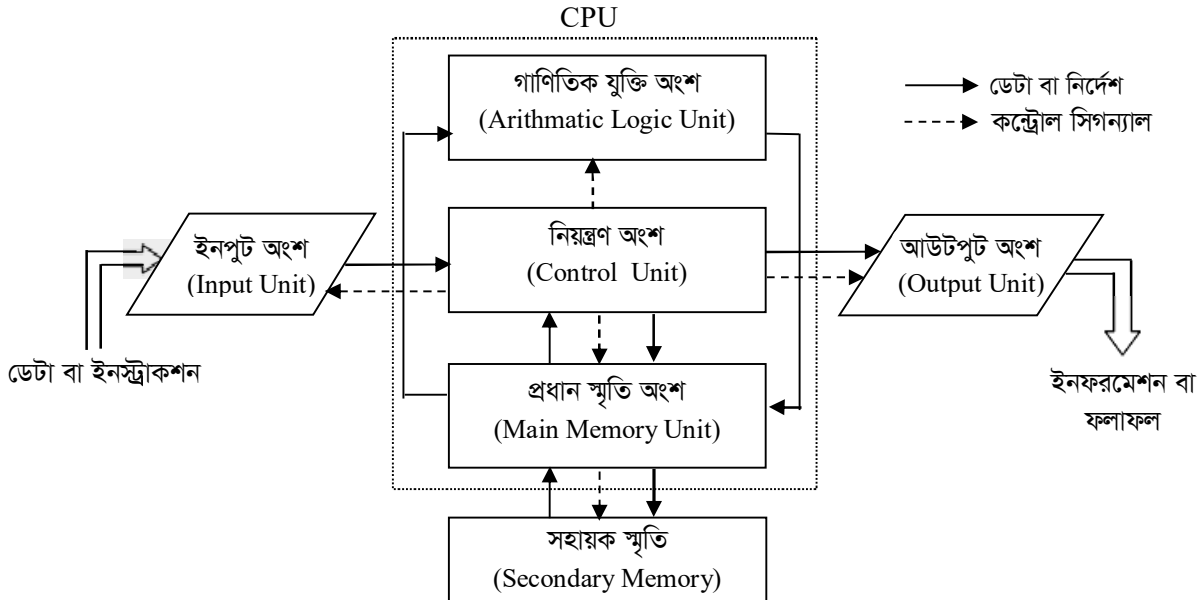 CPU
গাণিতিক যুক্তি অংশ
(Arithmatic Logic Unit)
ডেটা বা নির্দেশ
কন্ট্রোল সিগন্যাল
ইনপুট অংশ
(Input Unit)
নিয়ন্ত্রণ অংশ
(Control Unit)
আউটপুট অংশ
(Output Unit)
ডেটা বা ইনস্ট্রাকশন
প্রধান স্মৃতি অংশ
(Main Memory Unit)
ইনফরমেশন বা
ফলাফল
সহায়ক স্মৃতি
(Secondary Memory)